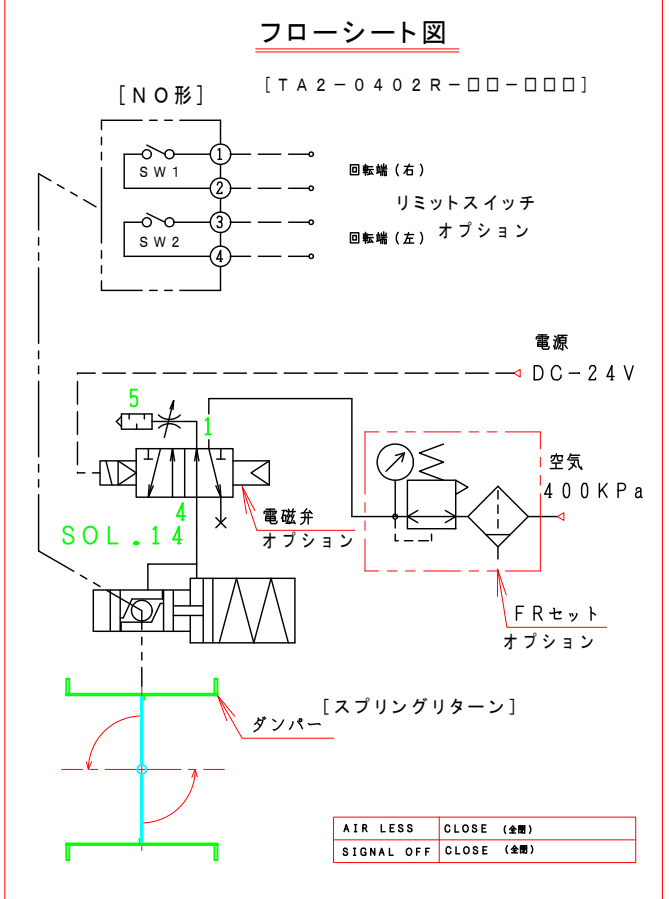 フローシート図
[TA2-0402R-□□-□□□]
[NO形]
1
SW1
2
回転端(右)
リミットスイッチ
オプション
3
SW2
4
回転端(左)
電源
DC-24V
5
1
空気
400KPa
4
SOL.14
電磁弁
オプション
FRセット
オプション
[スプリングリターン]
ダンパー
AIR LESS CLOSE (全閉)
SIGNAL OFF CLOSE (全閉)